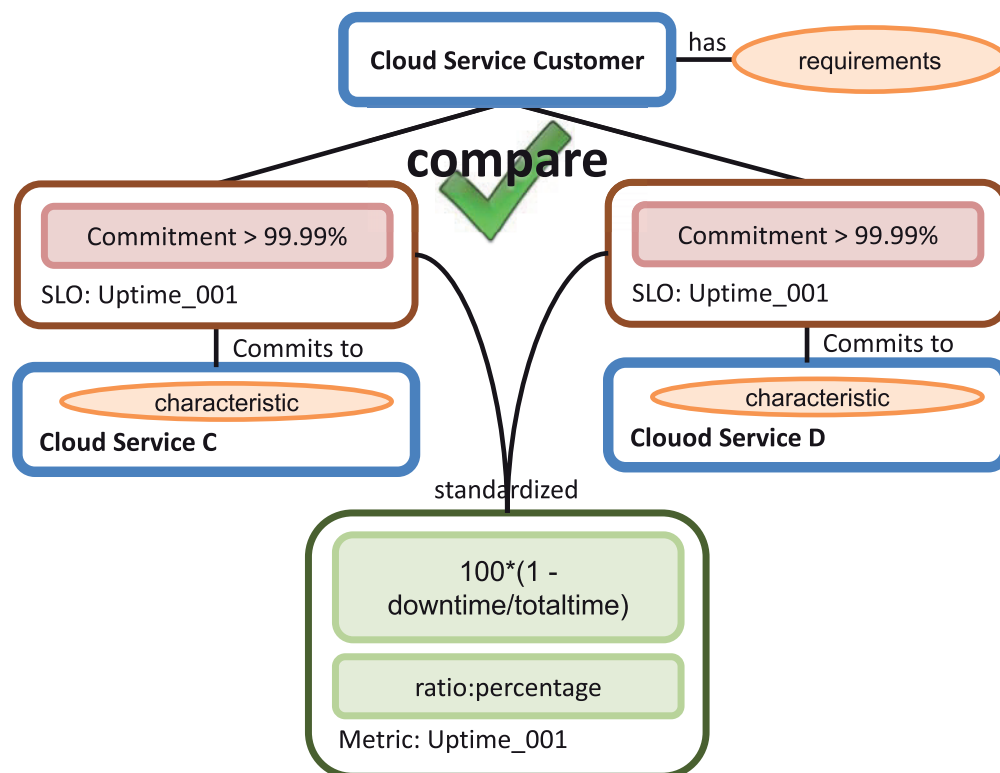 Cloud Service Customer
has
requirements
compare
Commitment > 99.99%
SLO: Uptime_001
Commitment > 99.99%
SLO: Uptime_001
Commits to
Commits to
characteristic
Cloud Service C
characteristic
Clouod Service D
standardized
100*(1 -
downtime/totaltime)
ratio:percentage
Metric: Uptime_001